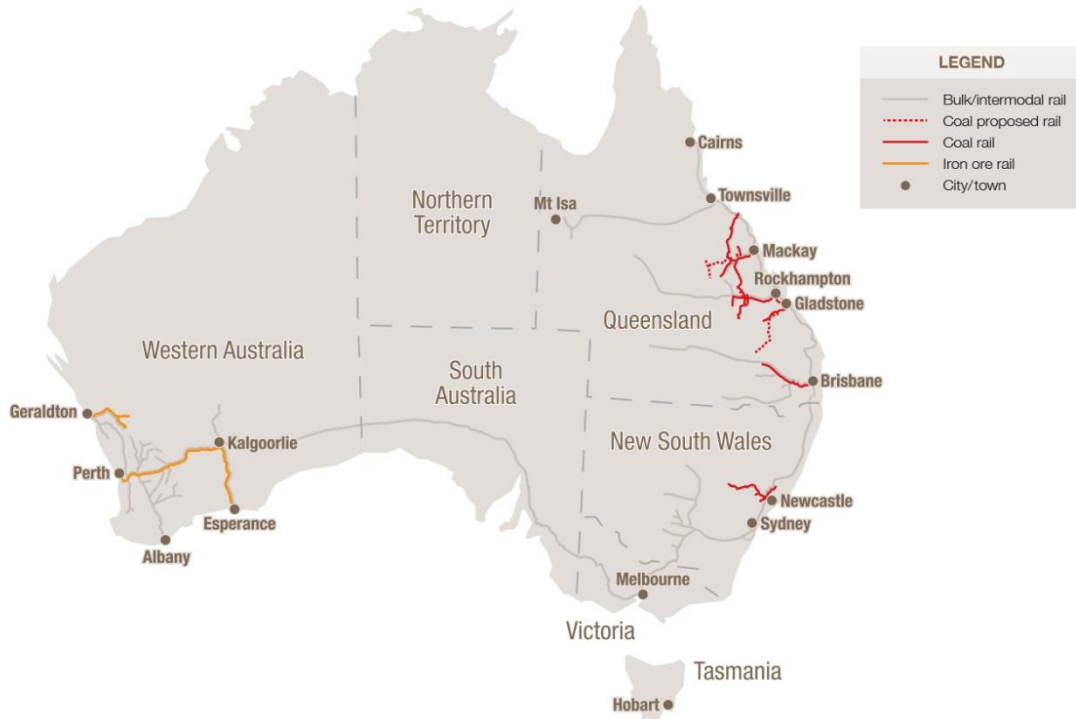 LEGEND
Bulk/intermodal rail
Coal proposed rail
Coal rail
Iron ore rail
City/town
Cairns
Townsville
Mt Isa
Northern
Territory
Mackay
Rockhampton
Gladstone
Queensland
Western Australia
South
Australia
Brisbane
Geraldton
Kalgoorlie
New South Wales
Perth
Newcastle
Esperance
Sydney
Albany
Melbourne
Victoria
Tasmania
Hobart